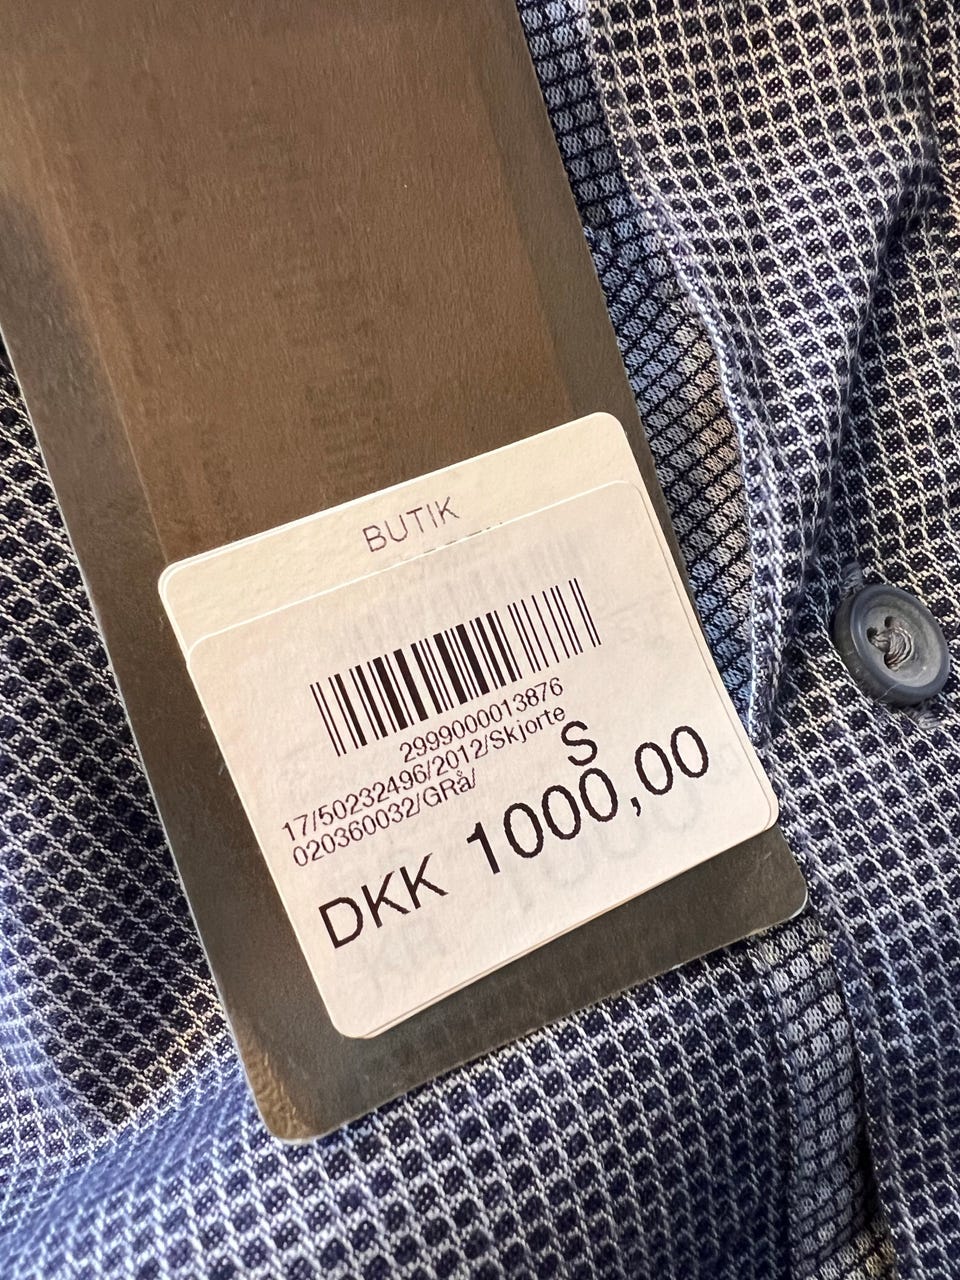 BUTIK
2999000013876
17/50232496/2012/Skjorte
020360032/GRå/ S
DKK 1000,00